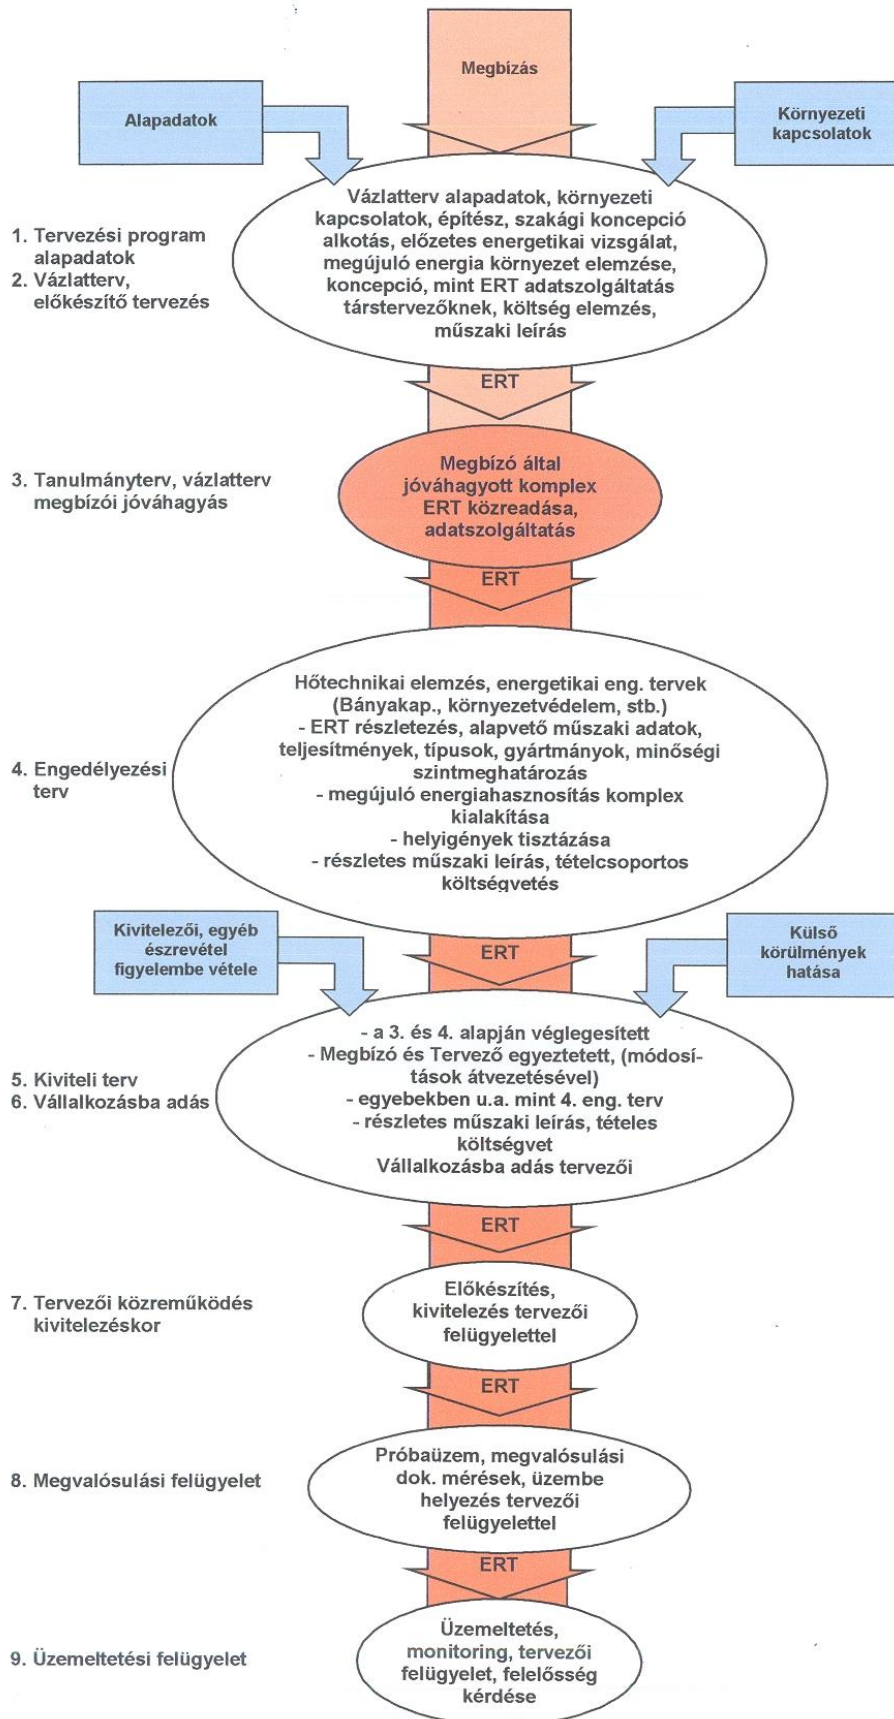 Megbízás
Alapadatok
Környezeti
kapcsolatok
1. Tervezési program
alapadatok
2. Vázlatterv,
előkészítő tervezés
Vázlatterv alapadatok, környezeti
kapcsolatok, építész, szakági koncepció
alkotás, előzetes energetikai vizsgálat,
megújuló energia környezet elemzése,
koncepció, mint ERT adatszolgáltatás
társtervezőknek, költség elemzés,
műszaki leírás
ERT
3. Tanulmányterv, vázlatterv
megbízói jóváhagyás
Megbízó által
jóváhagyott komplex
ERT közreadása,
adatszolgáltatás
ERT
4. Engedélyezési
terv
Hőtechnikai elemzés, energetikai eng. tervek
(Bányakap., környezetvédelem, stb.)
- ERT részletezés, alapvető műszaki adatok,
teljesítmények, típusok, gyártmányok, minőségi
szintmeghatározás
- megújuló energiahasznosítás komplex
kialakítása
- helyigények tisztázása
- részletes műszaki leírás, tételcsoportos
költségvetés
Kivitelezői, egyéb
észrevétel
figyelembe vétele
ERT
Külső
körülmények
hatása
5. Kiviteli terv
6. Vállalkozásba adás
- a 3. és 4. alapján véglegesített
- Megbízó és Tervező egyeztetett, (módosí-
tások átvezetésével)
- egyebekben u.a. mint 4. eng. terv
- részletes műszaki leírás, tételes
költségvet
Vállalkozásba adás tervezői
ERT
7. Tervezői közreműködés
kivitelezéskor
Előkészítés,
kivitelezés tervezői
felügyelettel
ERT
8. Megvalósulási felügyelet
Próbaüzem, megvalósulási
dok. mérések, üzembe
helyezés tervezői
felügyelettel
ERT
9. Üzemeltetési felügyelet
Üzemeltetés,
monitoring, tervezői
felügyelet, felelősség
kérdése